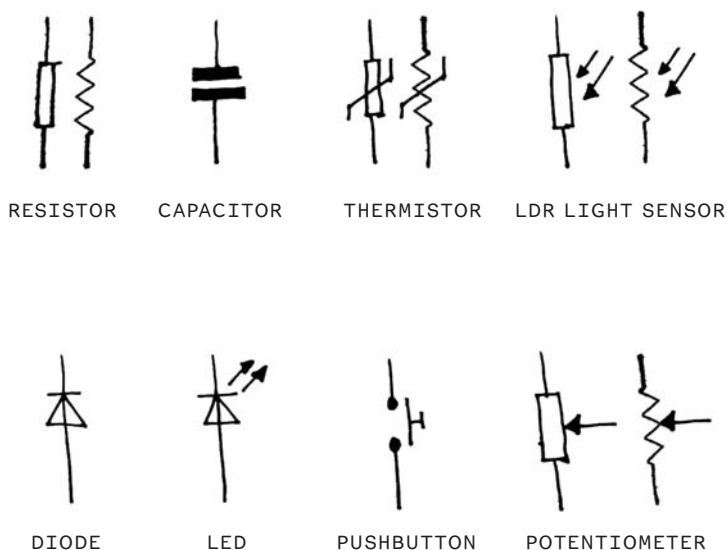 RESISTOR CAPACITOR THERMISTOR LDR LIGHT SENSOR
DIODE LED PUSHBUTTON POTENTIOMETER